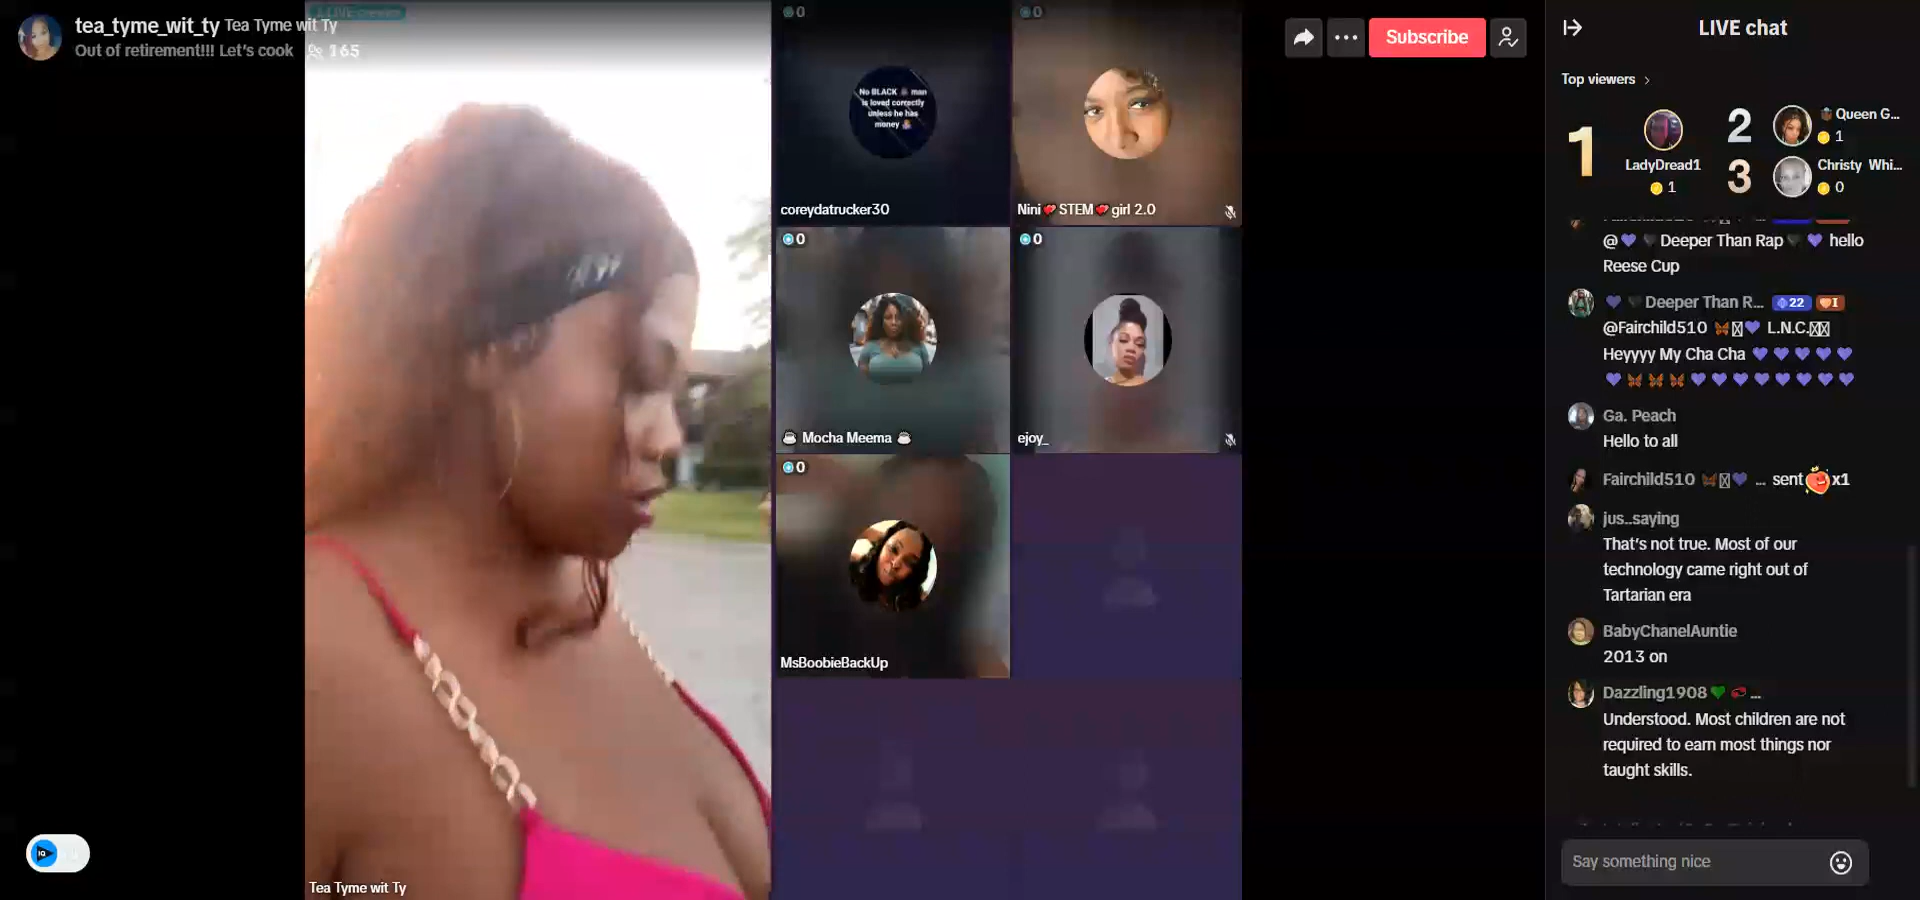 tea_tyme_wit_ty Tea Tyme wit Ty
Out of retirement!!! Let's cook
165
Subscribe
LIVE chat
Top viewers >
1
LadyDread1
1
2
Queen G...
1
3
Christy Whi...
0
0
No BLACK man
is loved correctly
unless he has
money
coreydatrucker30
0
Nini STEM girl 2.0
0
Mocha Meema
0
ejoy_
0
MsBoobieBackUp
Tea Tyme wit Ty
@ Deeper Than Rap hello
Reese Cup
Deeper Than R... 22 I
@Fairchild510 L.N.C.
Heyyyy My Cha Cha
Ga. Peach
Hello to all
Fairchild510 ... sent x1
jus..saying
That's not true. Most of our
technology came right out of
Tartarian era
BabyChanelAuntie
2013 on
Dazzling1908 ...
Understood. Most children are not
required to earn most things nor
taught skills.
Say something nice